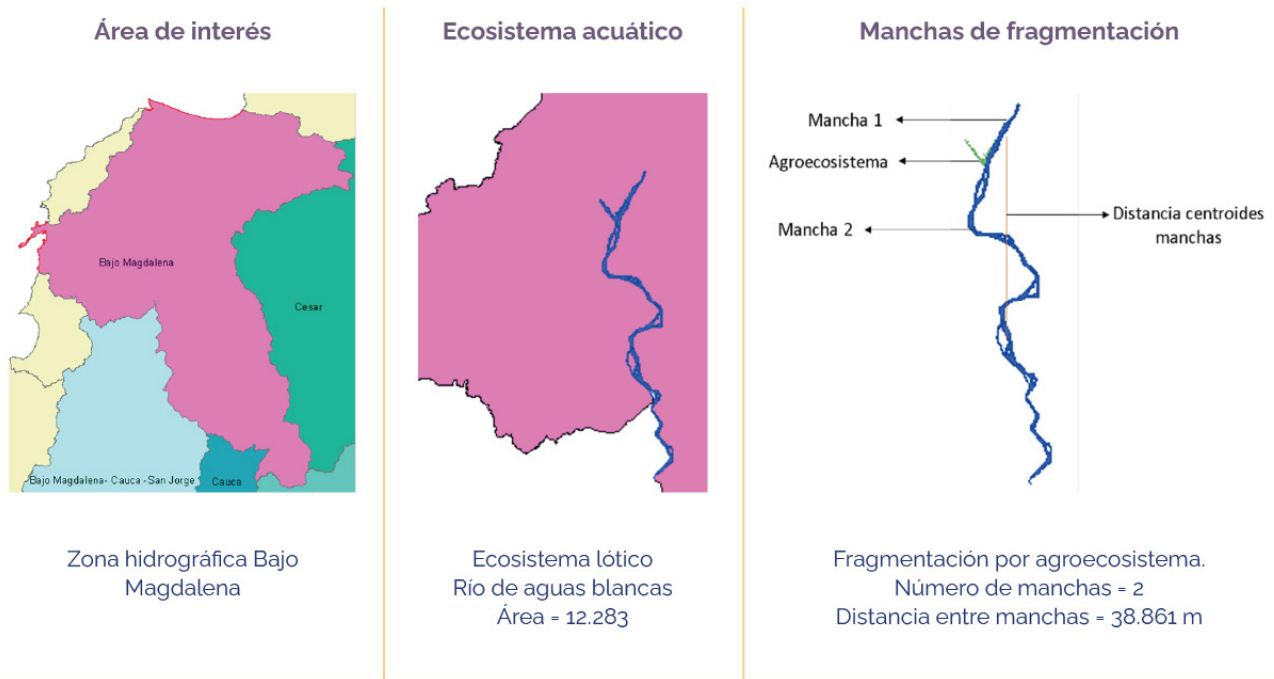 Área de interés
Bajo Magdalena
Cesar
Bajo Magdalena- Cauca -San Jorge
Cauca
Zona hidrográfica Bajo
Magdalena
Ecosistema acuático
Ecosistema lótico
Río de aguas blancas
Área = 12.283
Manchas de fragmentación
Mancha 1
Agroecosistema
Mancha 2
Distancia centroides
manchas
Fragmentación por agroecosistema.
Número de manchas = 2
Distancia entre manchas = 38.861 m